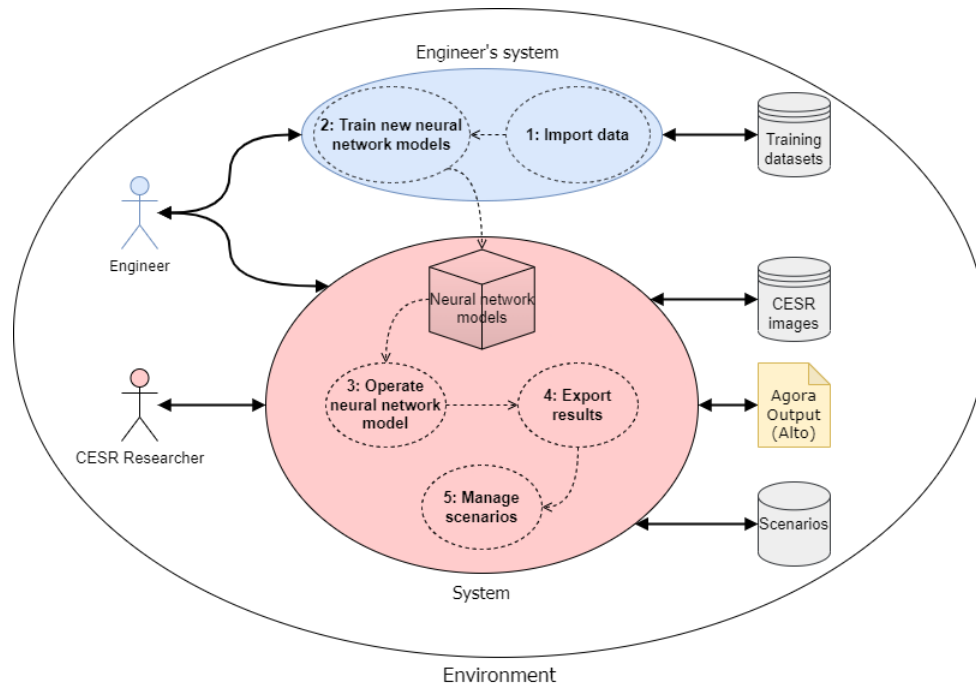 Engineer's system
2: Train new neural
network models
1: Import data
Training
datasets
Engineer
Neural network
models
CESR
images
3: Operate
neural network
model
4: Export
results
Agora
Output
(Alto)
CESR Researcher
5: Manage
scenarios
Scenarios
System
Environment